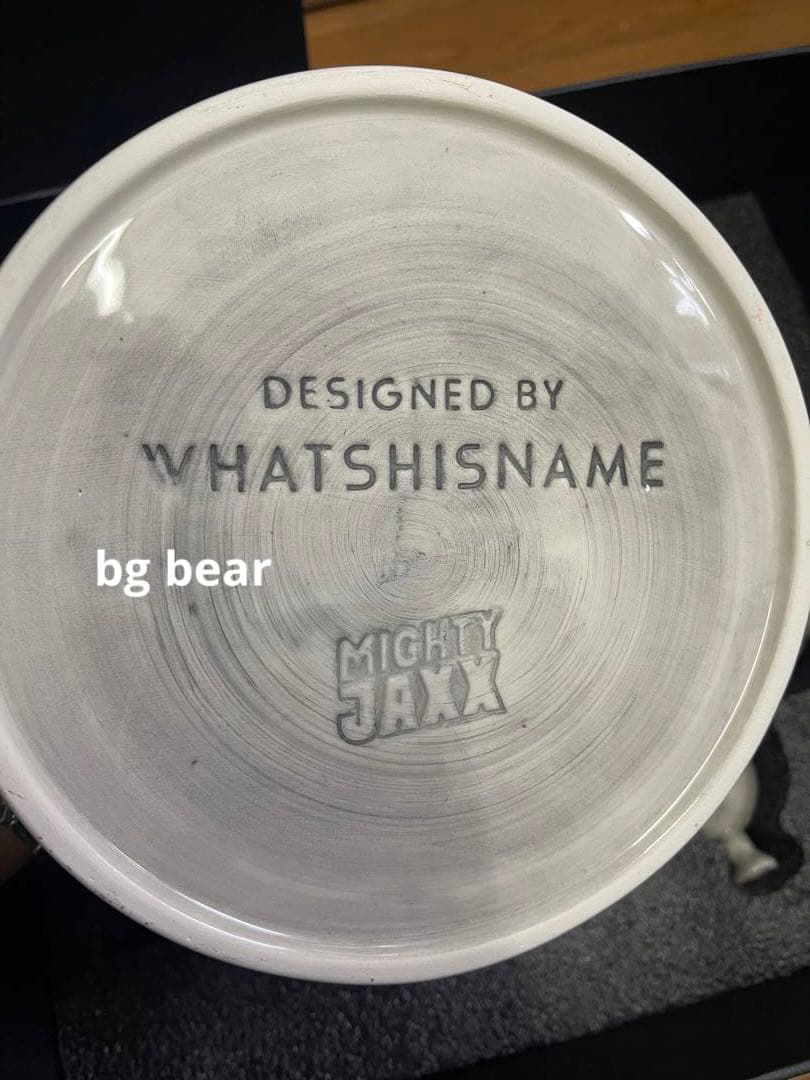 DESIGNED BY
WHATSHISNAME
bg bear
MIGHTY
JAXX